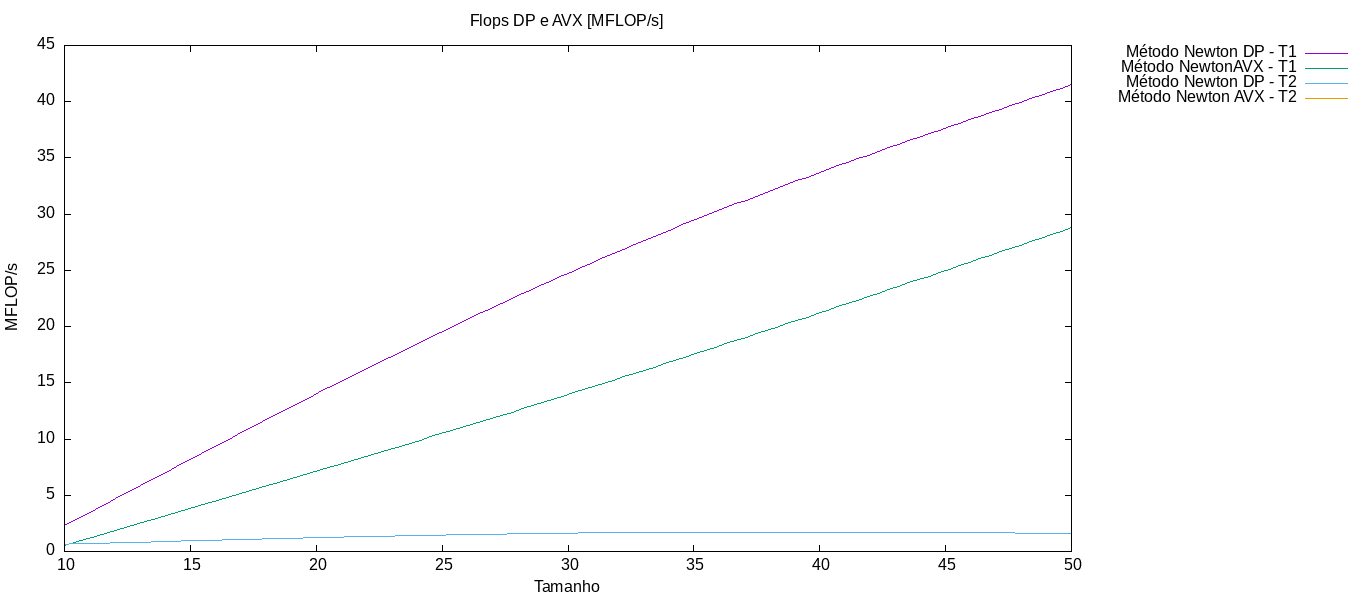 Flops DP e AVX [MFLOP/s]
45
40
35
30
25
20
15
10
5
0
MFLOP/s
10 15 20 25 30 35 40 45 50
Tamanho
Método Newton DP - T1
Método NewtonAVX - T1
Método Newton DP - T2
Método Newton AVX - T2